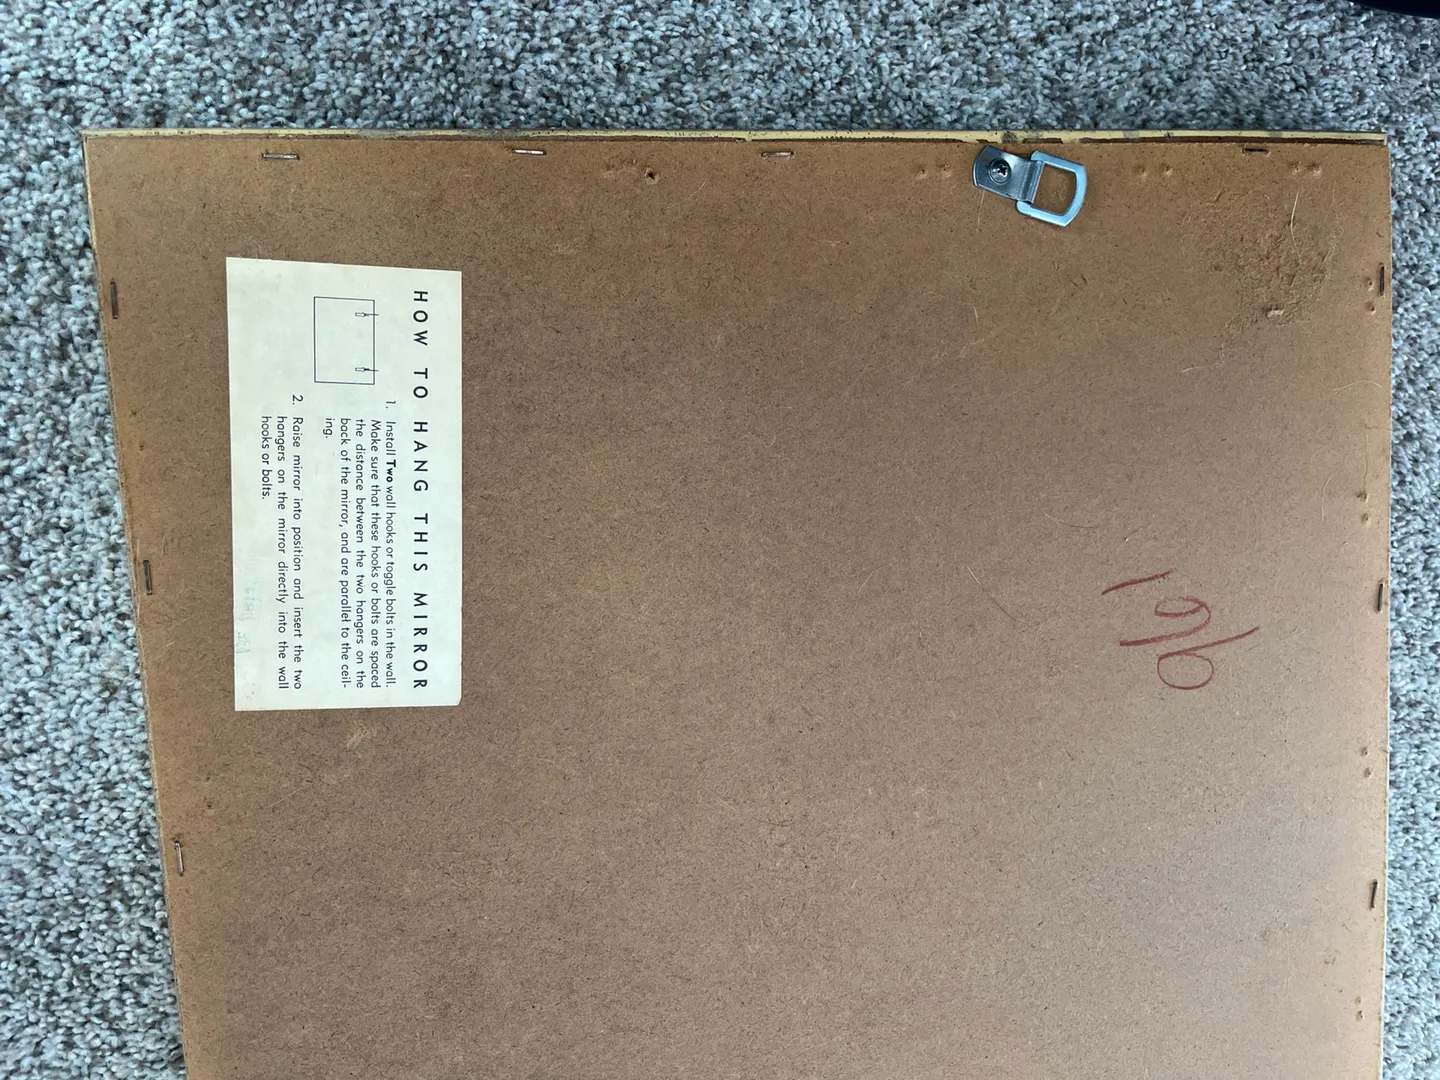 HOW TO HANG THIS MIRROR
1. Install Two wall hooks or toggle bolts in the wall.
Make sure that these hooks or bolts are spaced
the distance between the two hangers on the
back of the mirror, and are parallel to the ceil-
ing.
2. Raise mirror into position and insert the two
hangers on the mirror directly into the wall
hooks or bolts.